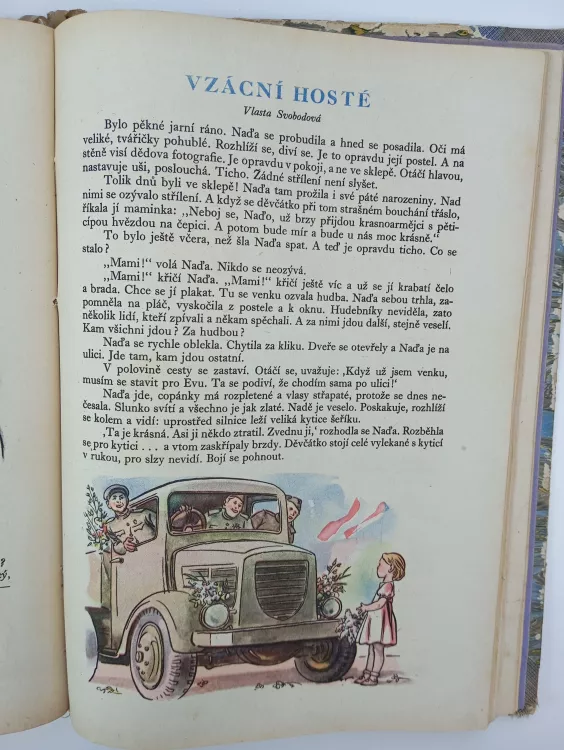 VZÁCNÍ HOSTÉ
Vlasta Svobodová
Bylo pěkné jarní ráno. Naďa se probudila a hned se posadila. Oči má
veliké, tvářičky pohublé. Rozhlíží se, diví se. Je to opravdu její postel. A na
stěně visí dědova fotografie. Je opravdu v pokoji, a ne ve sklepě. Otáčí hlavou,
nastavuje uši, poslouchá. Ticho. Žádné střílení není slyšet.
Tolik dnů byli ve sklepě! Naďa tam prožila i své páté narozeniny. Nad
nimi se ozývalo střílení. A když se děvčátko při tom strašném bouchání třáslo,
říkala jí maminka: „Neboj se, Naďo, už brzy přijdou krasnoarmějci s pěti-
cípou hvězdou na čepici. A potom bude mír a bude u nás moc krásně.“
To bylo ještě včera, než šla Naďa spat. A teď je opravdu ticho. Co se
stalo?
„Mami!“ volá Naďa. Nikdo se neozývá.
„Mami!“ křičí Naďa. „Mami!“ křičí ještě víc a už se jí krabatí čelo
a brada. Chce se jí plakat. Tu se venku ozvala hudba. Naďa sebou trhla, za-
pomněla na pláč, vyskočila z postele a k oknu. Hudebníky neviděla, zato
několik lidí, kteří zpívali a někam spěchali. A za nimi jdou další, stejně veselí.
Kam všichni jdou? Za hudbou?
Naďa se rychle oblekla. Chytila za kliku. Dveře se otevřely a Naďa je na
ulici. Jde tam, kam jdou ostatní.
V polovině cesty se zastaví. Otáčí se, uvažuje: ‚Když už jsem venku,
musím se stavit pro Evu. Ta se podiví, že chodím sama po ulici!‘
Naďa jde, copánky má rozpletené a vlasy střapaté, protože se dnes ne-
česala. Slunko svítí a všechno je jak zlaté. Nadě je veselo. Poskakuje, rozhlíží
se kolem a vidí: uprostřed silnice leží veliká kytice šeříku.
‚Ta je krásná. Asi ji někdo ztratil. Zvednu ji,‘ rozhodla se Naďa. Rozběhla
se pro kytici . . . a vtom zaskřípaly brzdy. Děvčátko stojí celé vylekané s kyticí
v rukou, pro slzy nevidí. Bojí se pohnout.